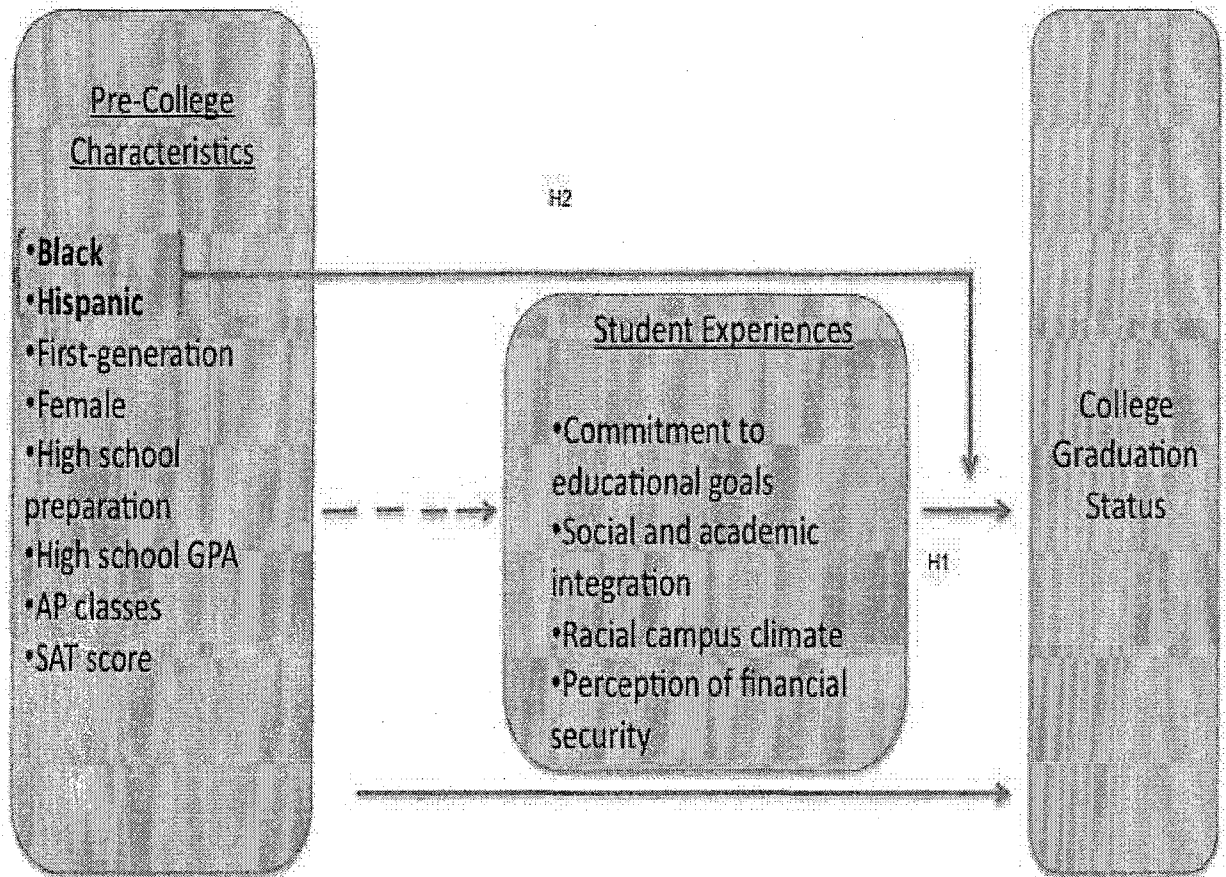 Pre-College
Characteristics
•Black
•Hispanic
•First-generation
•Female
•High school
preparation
•High school GPA
•AP classes
•SAT score
H2
Student Experiences
•Commitment to
educational goals
•Social and academic
integration
•Racial campus climate
•Perception of financial
security
H1
College
Graduation
Status